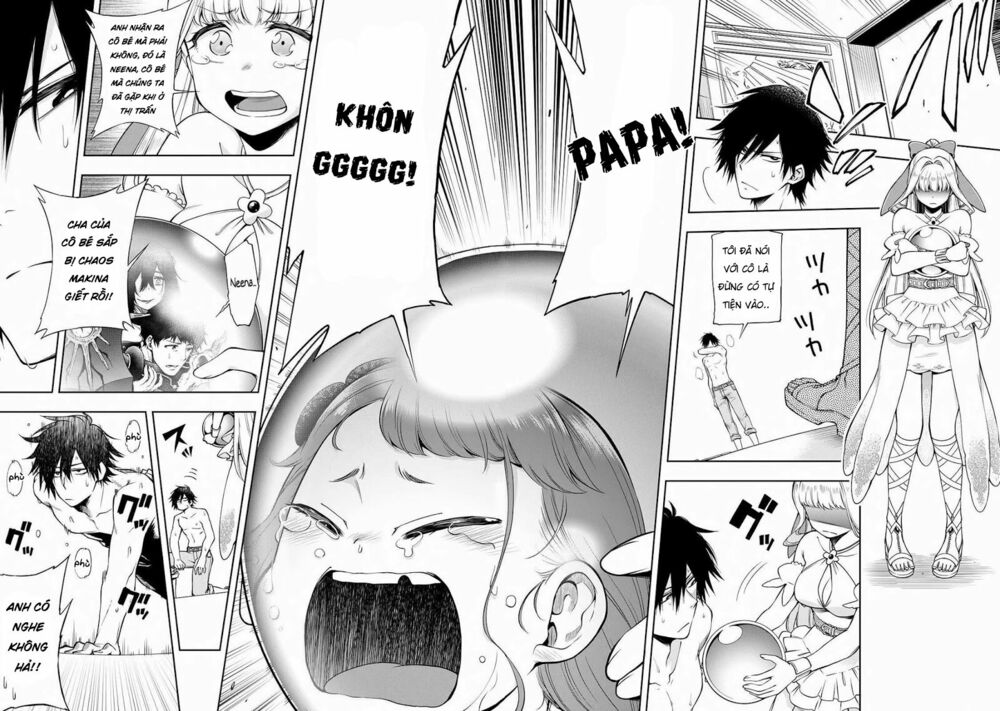 TÔI ĐÃ NÓI
VỚI CÔ LÀ
ĐỪNG CÓ TỰ
TIỆN VÀO..
ツカ
ツカ
グッ
PAPA!
KHÔN
GGGGG!
ANH NHẬN RA
CÔ BÉ MÀ PHẢI
KHÔNG, ĐÓ LÀ
NEENA, CÔ BÉ
MÀ CHÚNG TA
ĐÃ GẶP KHI Ở
THỊ TRẤN
CHA CỦA
CÔ BÉ SẮP
BỊ CHAOS
MAKINA
GIẾT RỒI!
Neena..
ス
グッ
グッ
phù
phù
phù
ANH CÓ
NGHE
KHÔNG
HẢ!!